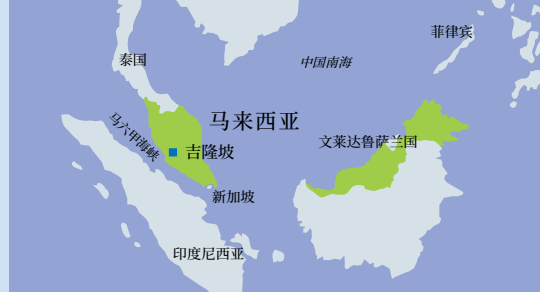 菲律宾
泰国
中国南海
马来西亚
马六甲海峡
吉隆坡
文莱达鲁萨兰国
新加坡
印度尼西亚